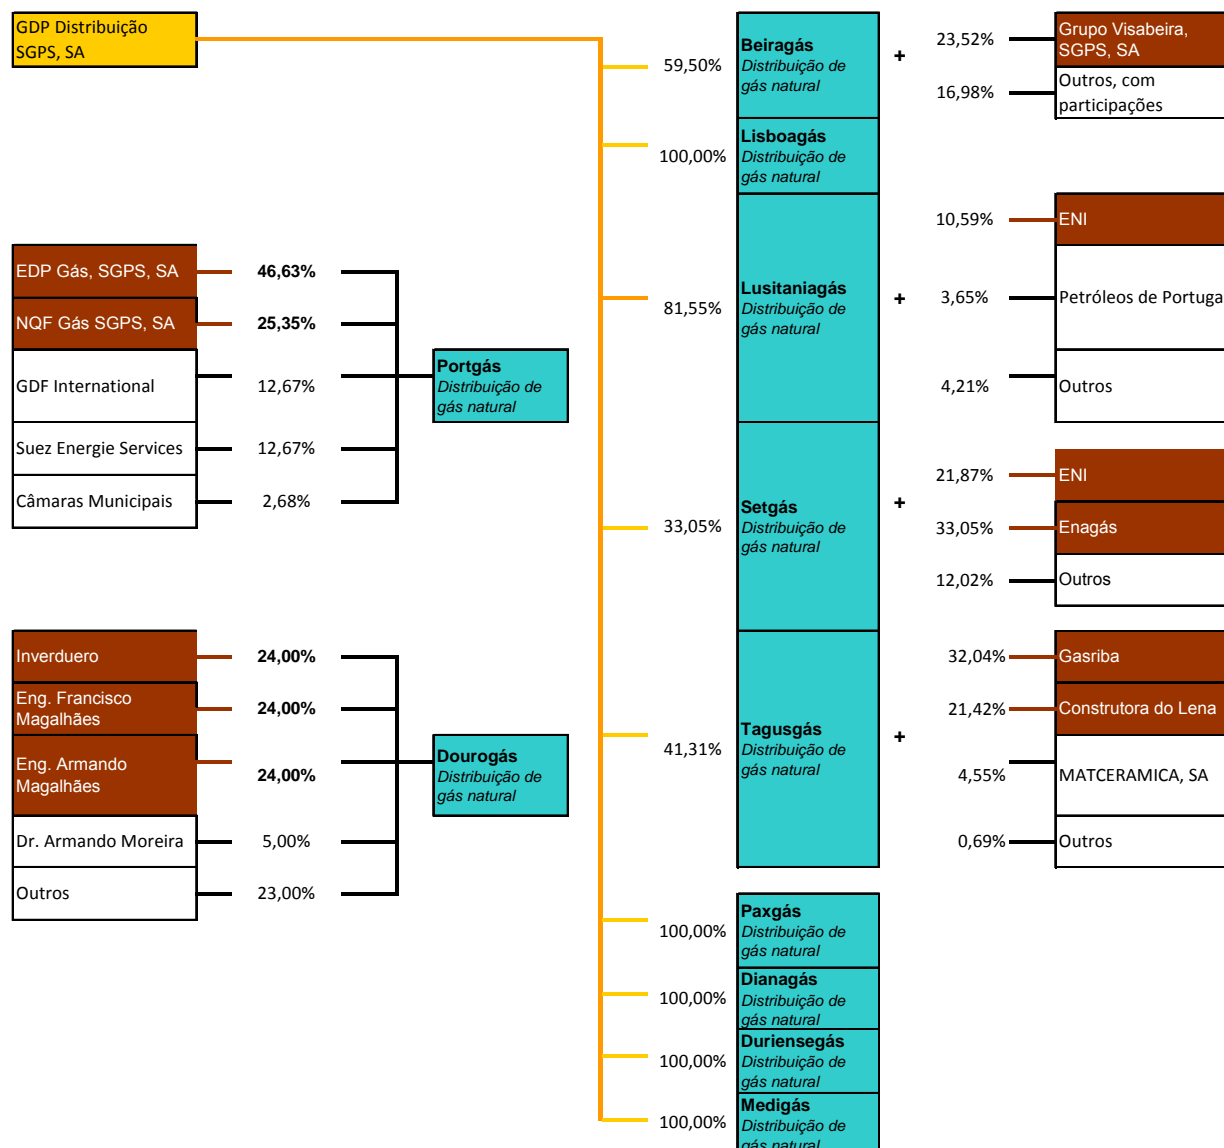 GDP Distribuição
SGPS, SA
59,50%
Beiragás
Distribuição de
gás natural
+
23,52%
Grupo Visabeira,
SGPS, SA
16,98%
Outros, com
participações
100,00%
Lisboagás
Distribuição de
gás natural
81,55%
Lusitaniagás
Distribuição de
gás natural
+
10,59%
ENI
3,65%
Petróleos de Portuga
4,21%
Outros
EDP Gás, SGPS, SA
46,63%
NQF Gás SGPS, SA
25,35%
GDF International
12,67%
Suez Energie Services
12,67%
Câmaras Municipais
2,68%
Portgás
Distribuição de
gás natural
33,05%
Setgás
Distribuição de
gás natural
+
21,87%
ENI
33,05%
Enagás
12,02%
Outros
Inverduero
24,00%
Eng. Francisco
Magalhães
24,00%
Eng. Armando
Magalhães
24,00%
Dr. Armando Moreira
5,00%
Outros
23,00%
Dourogás
Distribuição de
gás natural
41,31%
Tagusgás
Distribuição de
gás natural
+
32,04%
Gasriba
21,42%
Construtora do Lena
4,55%
MATCERAMICA, SA
0,69%
Outros
100,00%
Paxgás
Distribuição de
gás natural
100,00%
Dianagás
Distribuição de
gás natural
100,00%
Duriensegás
Distribuição de
gás natural
100,00%
Medigás
Distribuição de
gás natural